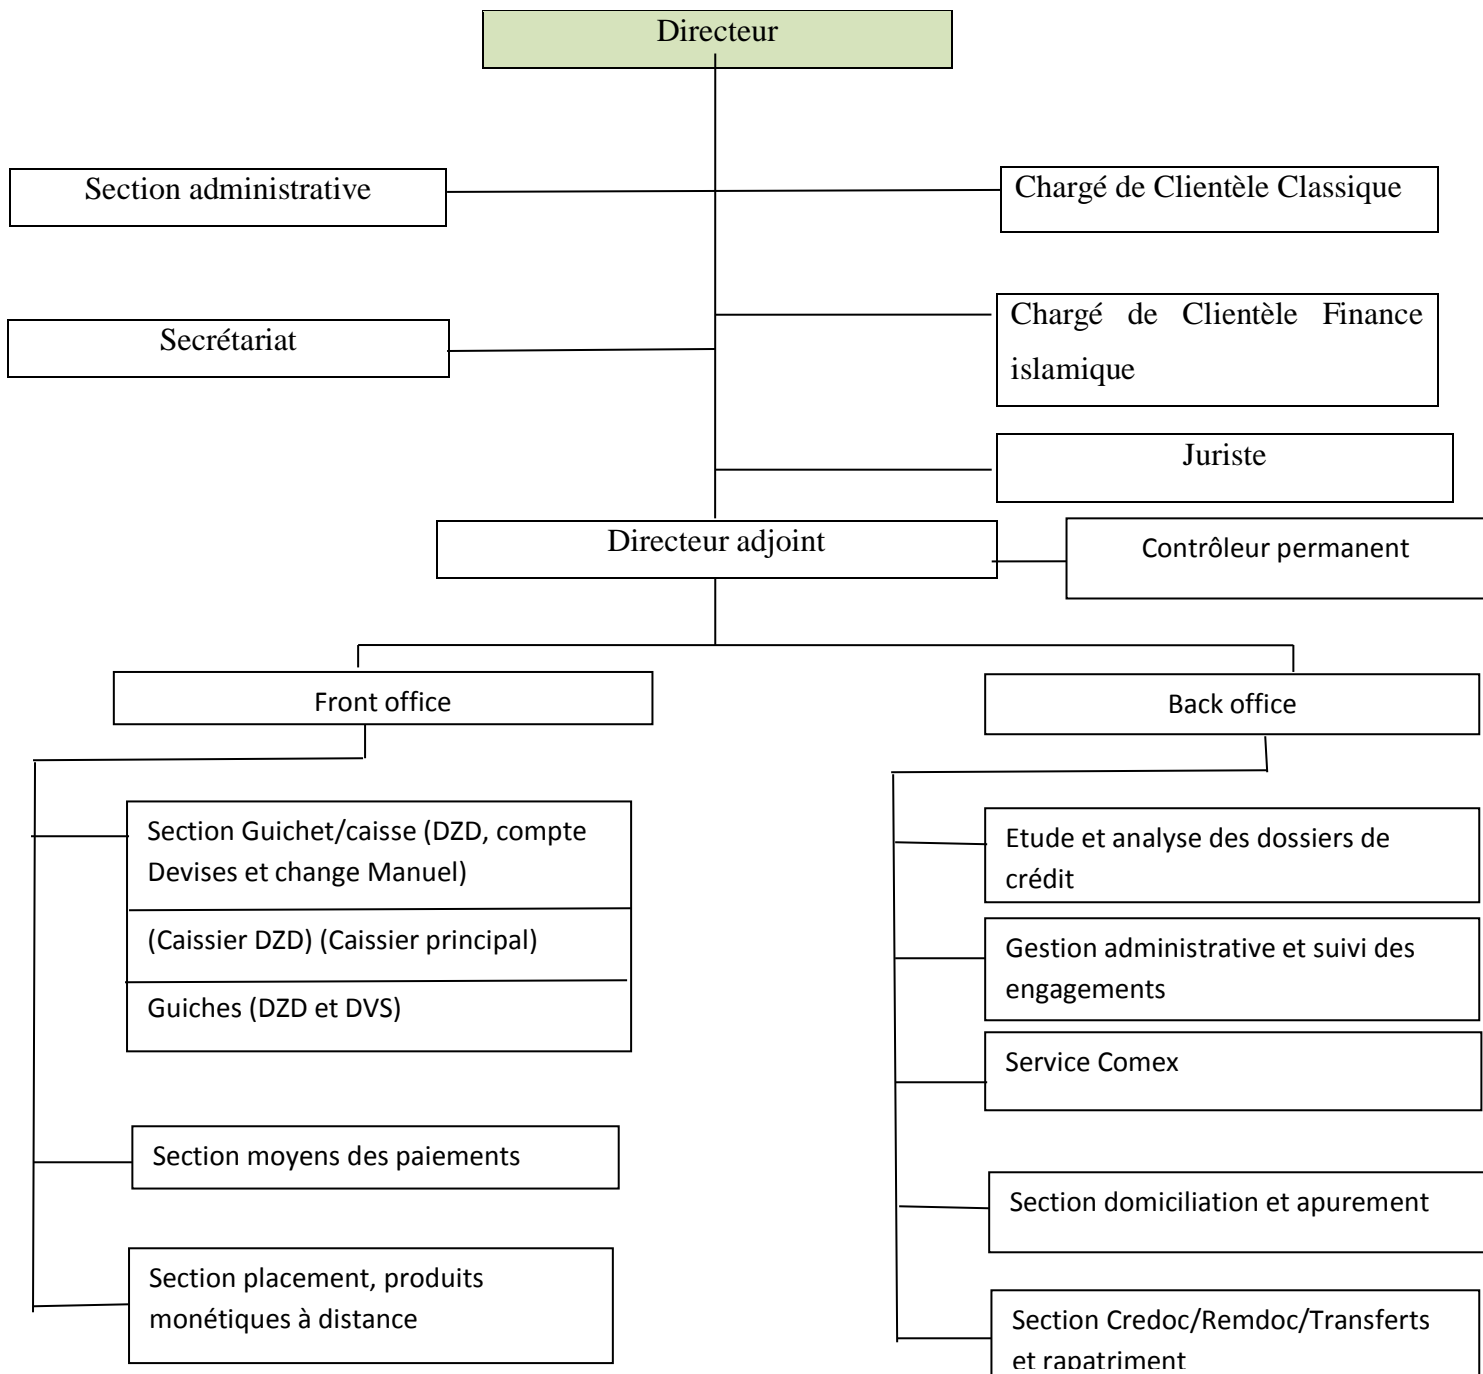 Directeur
Section administrative
Chargé de Clientèle Classique
Chargé de Clientèle Finance
islamique
Secrétariat
Juriste
Directeur adjoint
Contrôleur permanent
Front office
Back office
Section Guichet/caisse (DZD, compte
Devises et change Manuel)
(Caissier DZD) (Caissier principal)
Guiches (DZD et DVS)
Section moyens des paiements
Section placement, produits
monétiques à distance
Etude et analyse des dossiers de
crédit
Gestion administrative et suivi des
engagements
Service Comex
Section domiciliation et apurement
Section Credoc/Remdoc/Transferts
et rapatriment